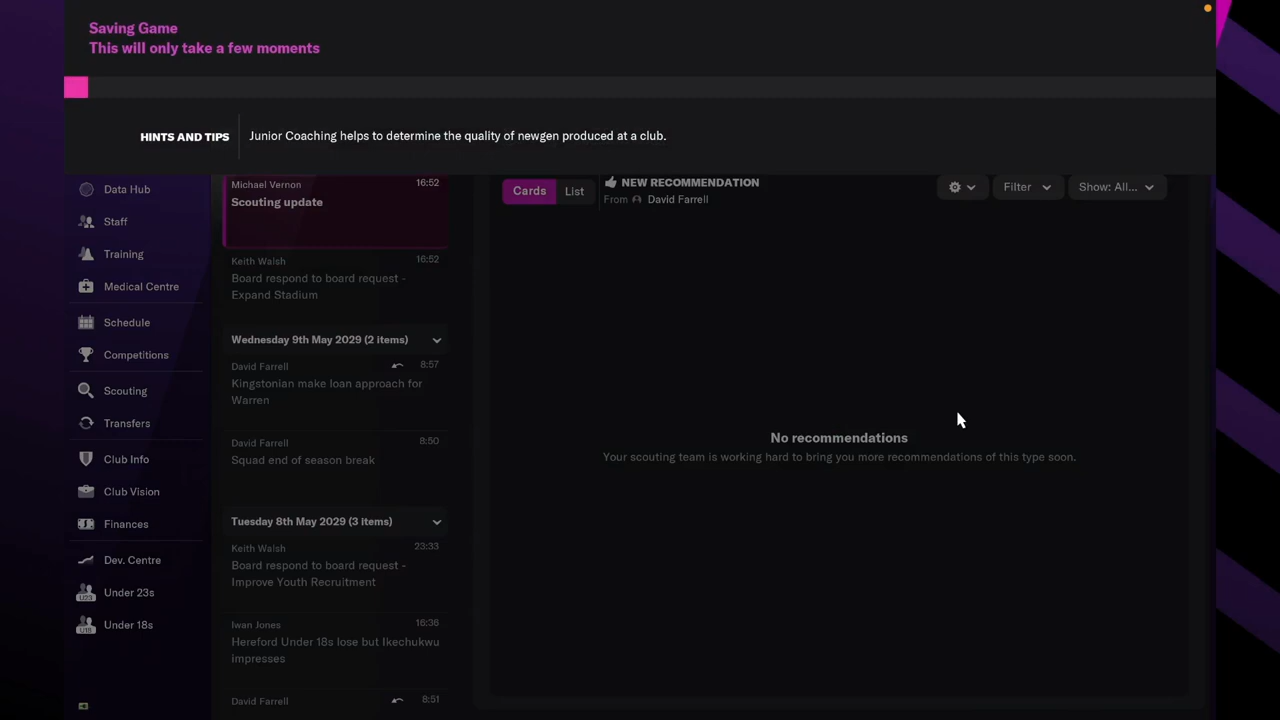 Saving Game
This will only take a few moments
HINTS AND TIPS
Junior Coaching helps to determine the quality of newgen produced at a club.
Data Hub
Staff
Training
Medical Centre
Schedule
Competitions
Scouting
Transfers
Club Info
Club Vision
Finances
Dev. Centre
Under 23s
U23
Under 18s
U18
Michael Vernon 16:52
Scouting update
Keith Walsh 16:52
Board respond to board request -
Expand Stadium
Wednesday 9th May 2029 (2 items)
David Farrell 8:57
Kingstonian make loan approach for
Warren
David Farrell 8:50
Squad end of season break
Tuesday 8th May 2029 (3 items)
Keith Walsh 23:33
Board respond to board request -
Improve Youth Recruitment
Iwan Jones 16:36
Hereford Under 18s lose but Ikechukwu
impresses
David Farrell 8:51
Cards List
NEW RECOMMENDATION
From David Farrell
Filter
Show: All...
No recommendations
Your scouting team is working hard to bring you more recommendations of this type soon.